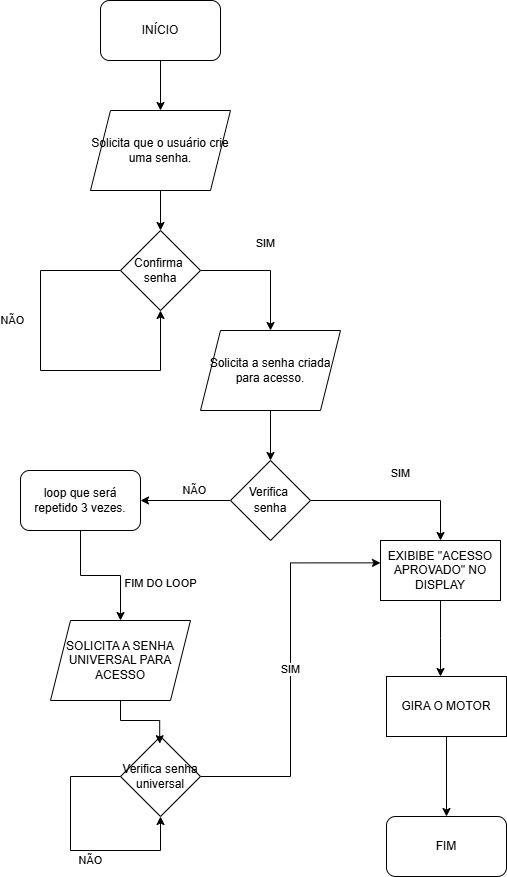 INÍCIO
Solicita que o usuário crie
uma senha.
SIM
Confirma
senha
NÃO
Solicita a senha criada
para acesso.
SIM
NÃO
Verifica
senha
loop que será
repetido 3 vezes.
EXIBIBE "ACESSO
APROVADO" NO
DISPLAY
FIM DO LOOP
SOLICITA A SENHA
UNIVERSAL PARA
ACESSO
SIM
GIRA O MOTOR
Verifica senha
universal
NÃO
FIM